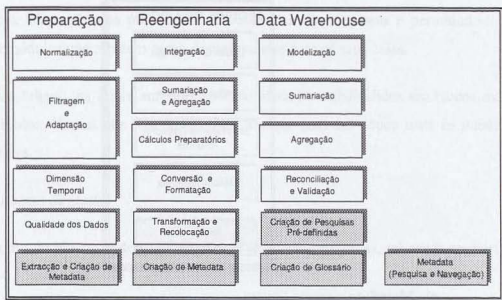 Preparação
Reengenharia
Data Warehouse
Normalização
Integração
Modelização
Filtragem
e
Adaptação
Sumariação
e Agregação
Sumariação
Cálculos Preparatórios
Agregação
Dimensão
Temporal
Conversão e
Formatação
Reconciliação
e Validação
Qualidade dos Dados
Transformação e
Recolocação
Criação de Pesquisas
Pré-definidas
Extracção e Criação de
Metadata
Criação de Metadata
Criação de Glossário
Metadata
(Pesquisa e Navegação)